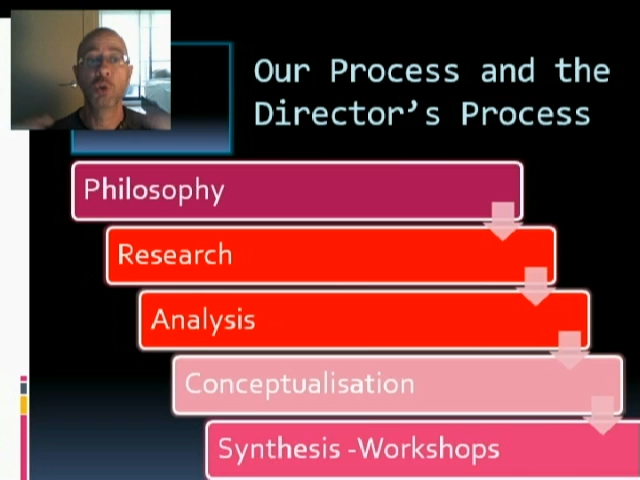 Our Process and the
Director's Process
Philosophy
Research
Analysis
Conceptualisation
Synthesis -Workshops